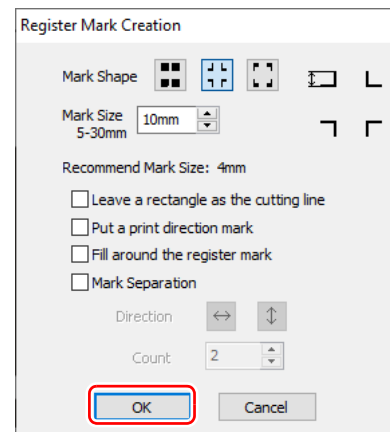 Register Mark Creation
Mark Shape
Mark Size
5-30mm
10mm
Recommend Mark Size: 4mm
Leave a rectangle as the cutting line
Put a print direction mark
Fill around the register mark
Mark Separation
Direction
Count
2
OK
Cancel